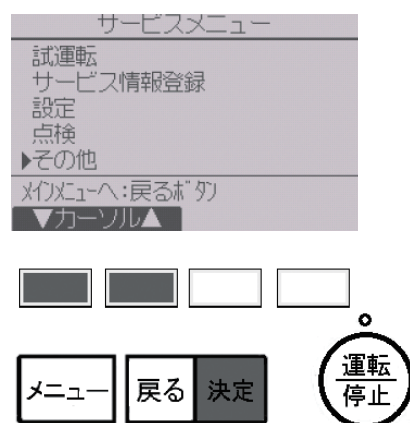 サービスメニュー
試運転
サービス情報登録
設定
点検
▶その他
ﾒｲﾝﾒﾆｭｰへ:戻るﾎﾞﾀﾝ
▼カーソル▲
メニュー
戻る
決定
運転
停止